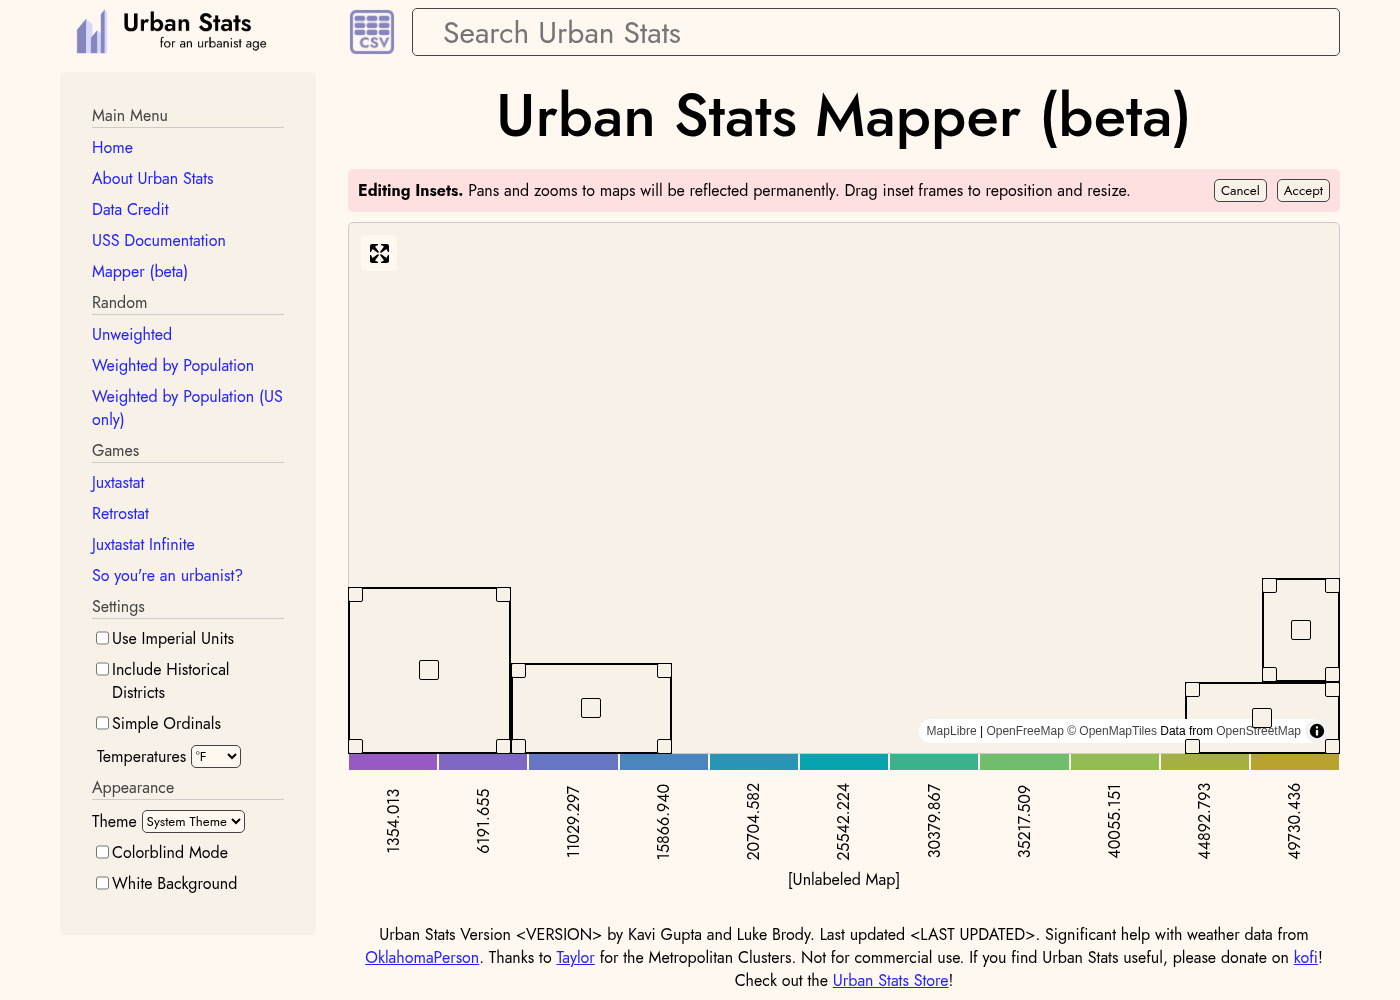 Urban Stats
for an urbanist age
CSV
Search Urban Stats
Main Menu
Home
About Urban Stats
Data Credit
USS Documentation
Mapper (beta)
Random
Unweighted
Weighted by Population
Weighted by Population (US
only)
Games
Juxtastat
Retrostat
Juxtastat Infinite
So you're an urbanist?
Settings
Use Imperial Units
Include Historical
Districts
Simple Ordinals
Temperatures °F
Appearance
Theme System Theme
Colorblind Mode
White Background
Urban Stats Mapper (beta)
Editing Insets. Pans and zooms to maps will be reflected permanently. Drag inset frames to reposition and resize. Cancel Accept
MapLibre | OpenFreeMap © OpenMapTiles Data from OpenStreetMap
1354.013
6191.655
11029.297
15866.940
20704.582
25542.224
30379.867
35217.509
40055.151
44892.793
49730.436
[Unlabeled Map]
Urban Stats Version <VERSION> by Kavi Gupta and Luke Brody. Last updated <LAST UPDATED>. Significant help with weather data from
OklahomaPerson. Thanks to Taylor for the Metropolitan Clusters. Not for commercial use. If you find Urban Stats useful, please donate on kofi!
Check out the Urban Stats Store!